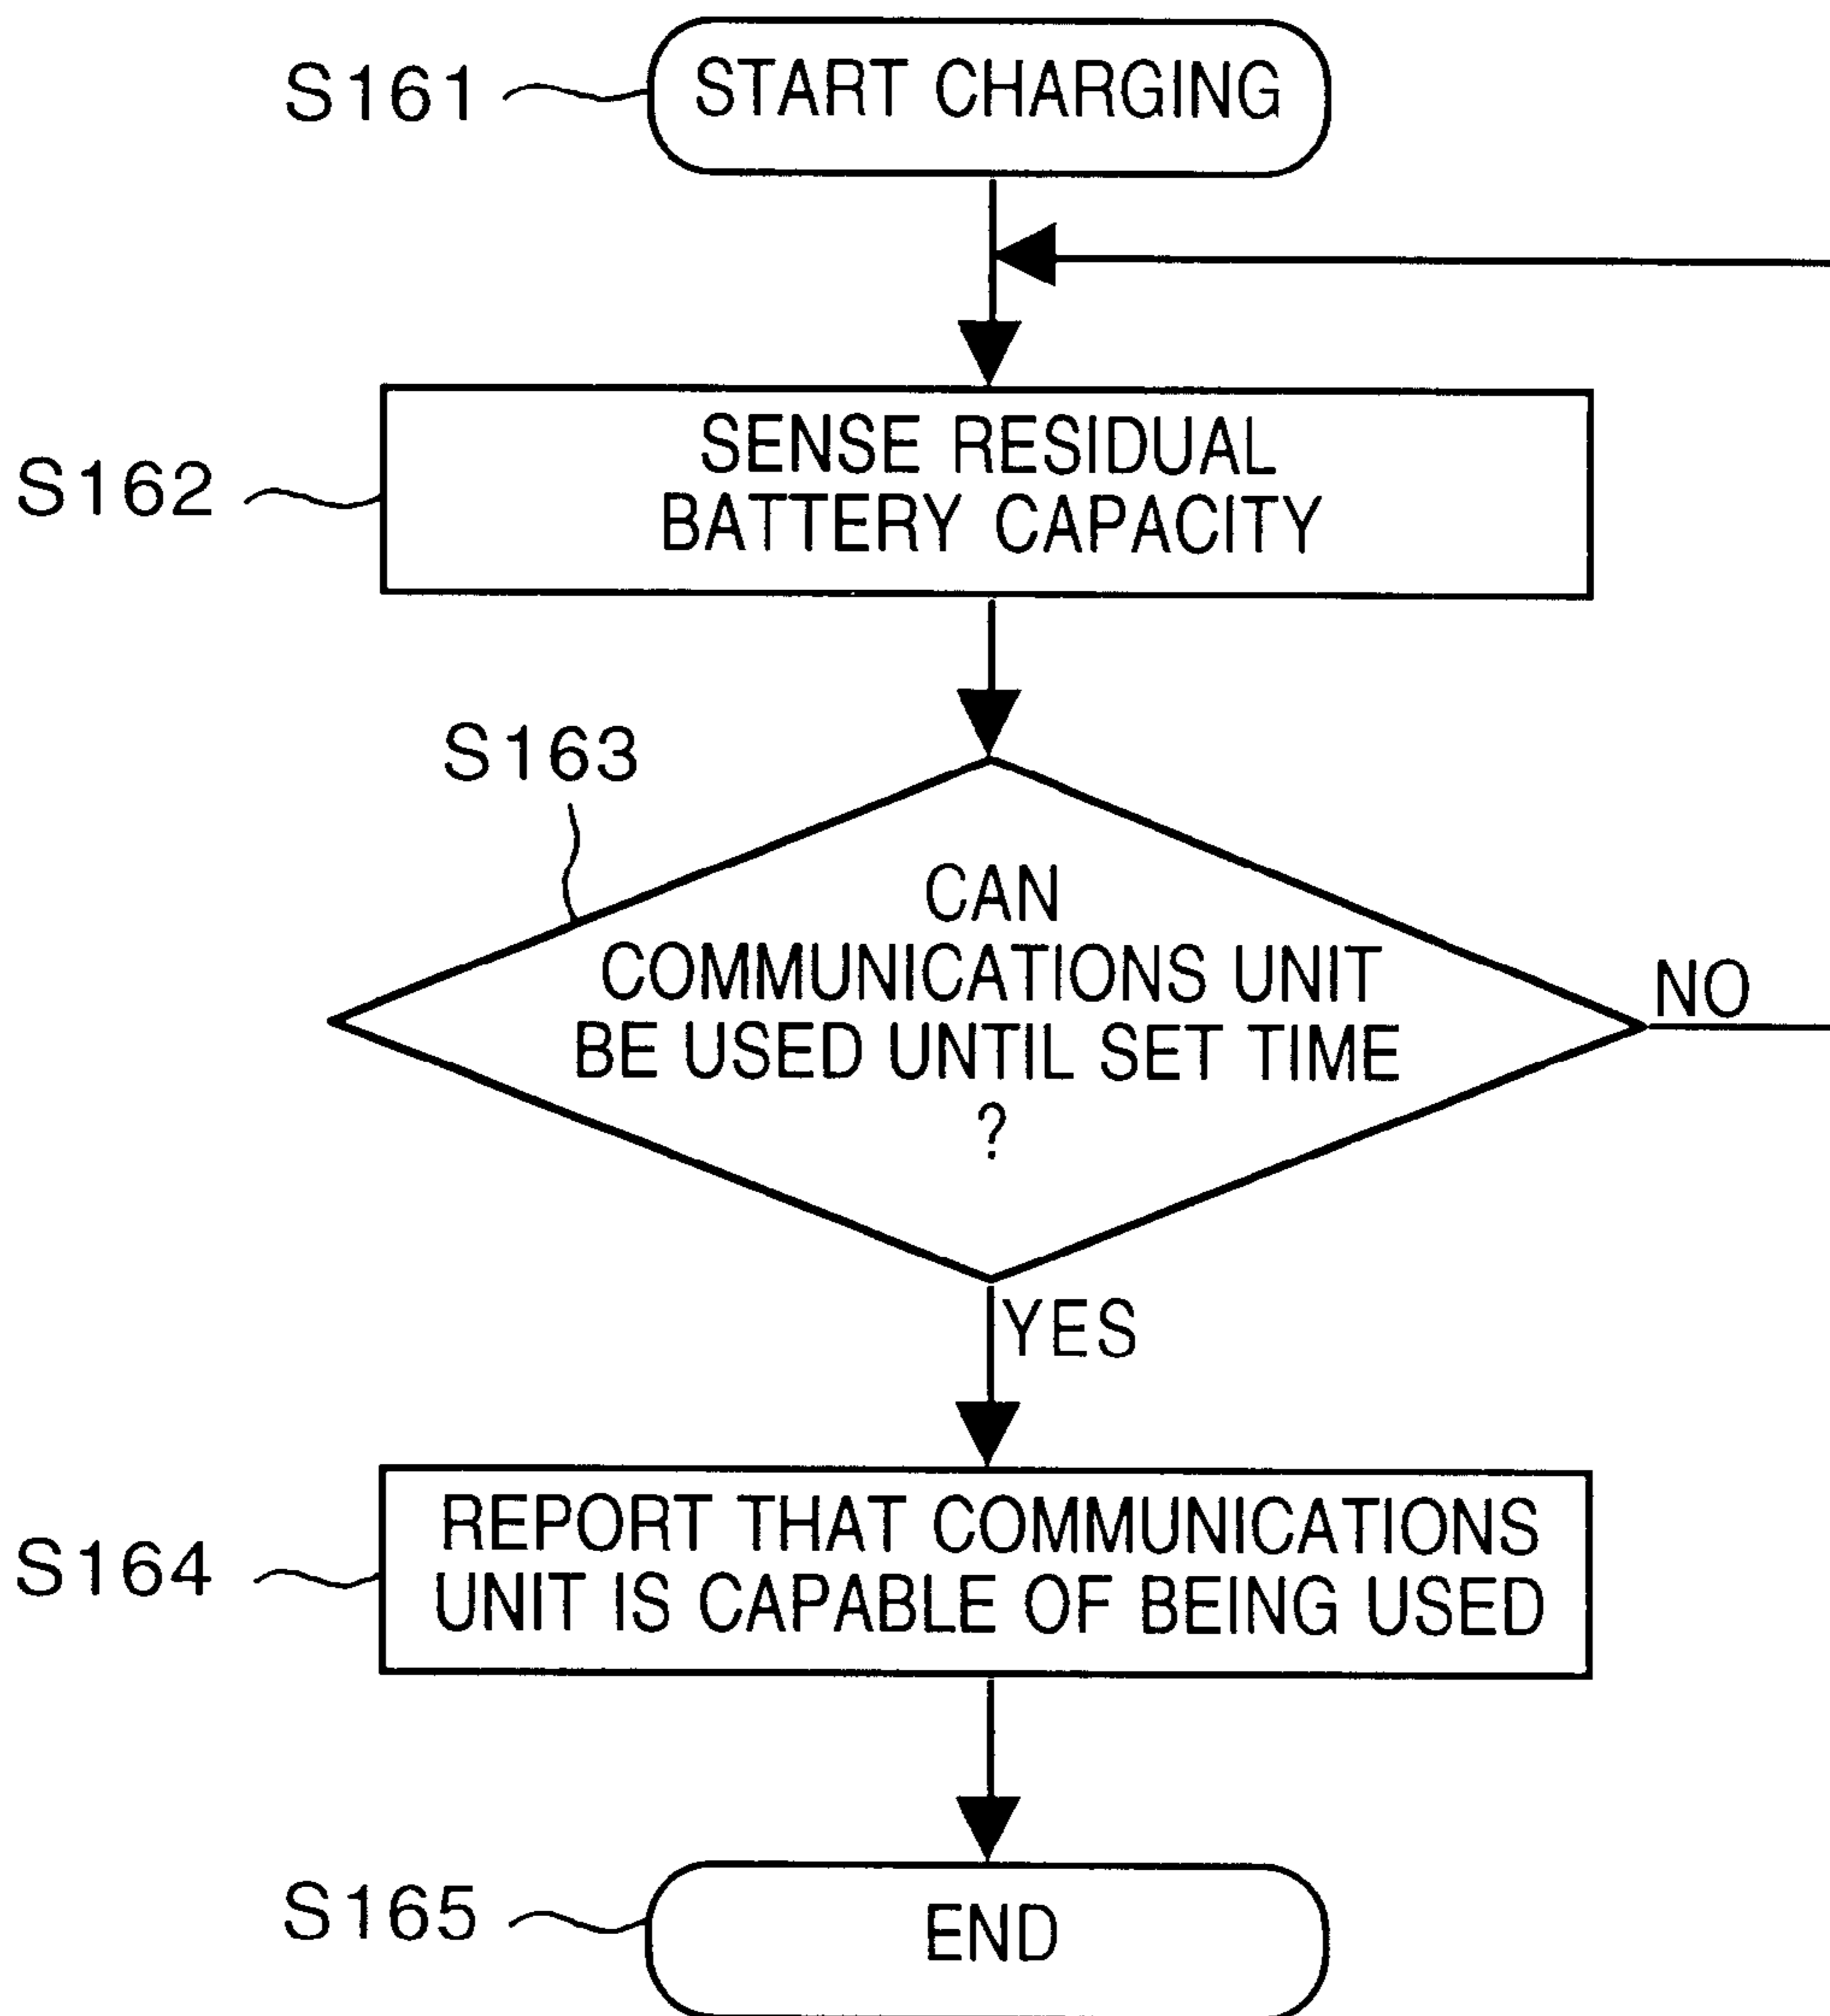 S161
START CHARGING
S162
SENSE RESIDUAL
BATTERY CAPACITY
S163
CAN
COMMUNICATIONS UNIT
BE USED UNTIL SET TIME
?
NO
YES
S164
REPORT THAT COMMUNICATIONS
UNIT IS CAPABLE OF BEING USED
S165
END